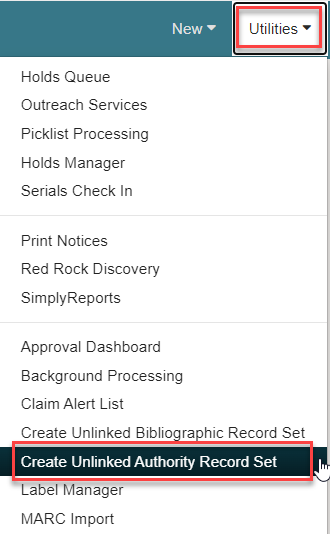 New Utilities
Holds Queue
Outreach Services
Picklist Processing
Holds Manager
Serials Check In
Print Notices
Red Rock Discovery
SimplyReports
Approval Dashboard
Background Processing
Claim Alert List
Create Unlinked Bibliographic Record Set
Create Unlinked Authority Record Set
Label Manager
MARC Import